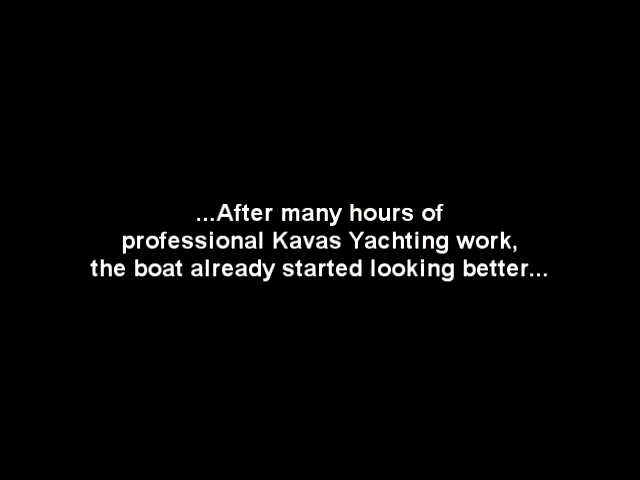 ...After many hours of
professional Kavas Yachting work,
the boat already started looking better...